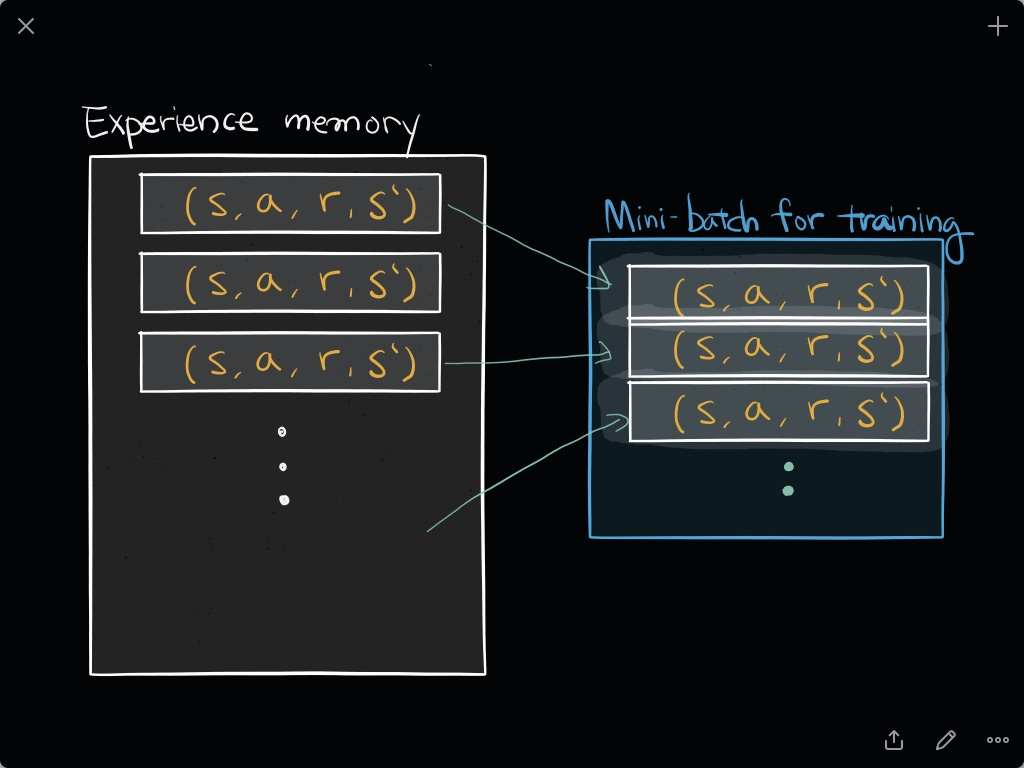 Experience memory
(s, a, r, s')
(s, a, r, s')
(s, a, r, s')
Mini-batch for training
(s, a, r, s')
(s, a, r, s')
(s, a, r, s')